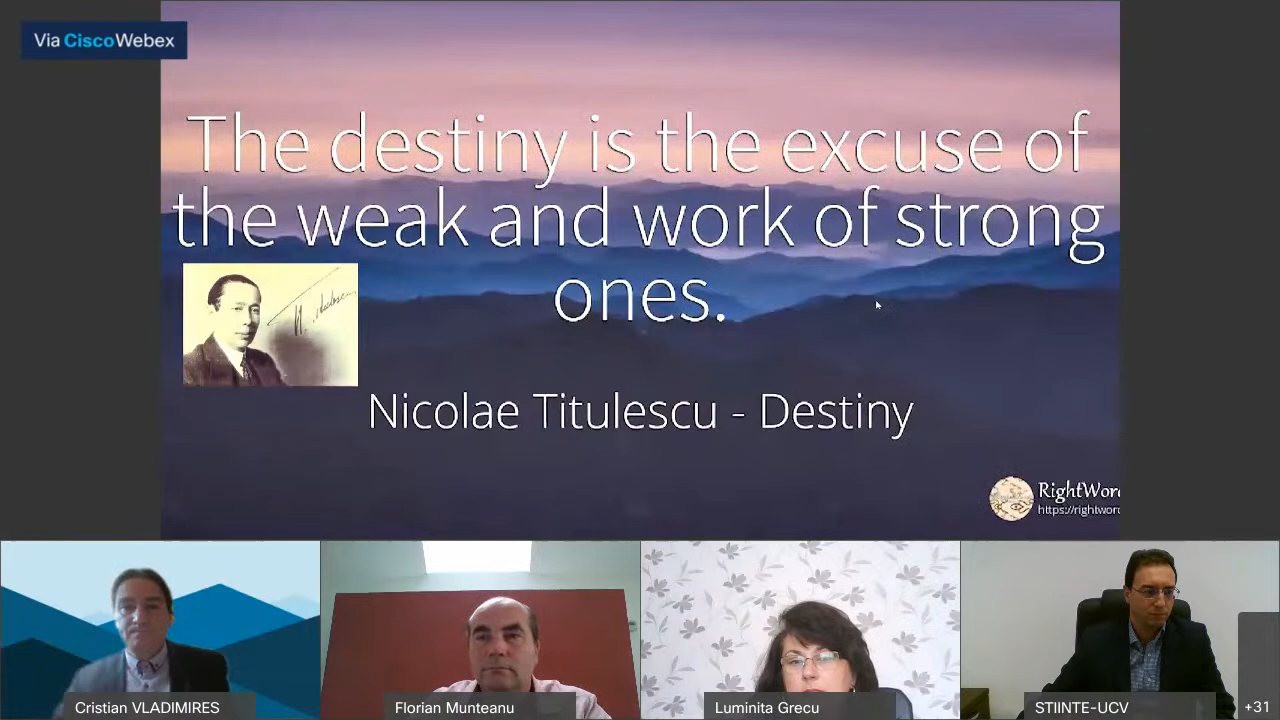 Via CiscoWebex
The destiny is the excuse of
the weak and work of strong
ones.
Nicolae Titulescu - Destiny
Cristian VLADIMIRES
Florian Munteanu
Luminita Grecu
STIINTE-UCV
+31